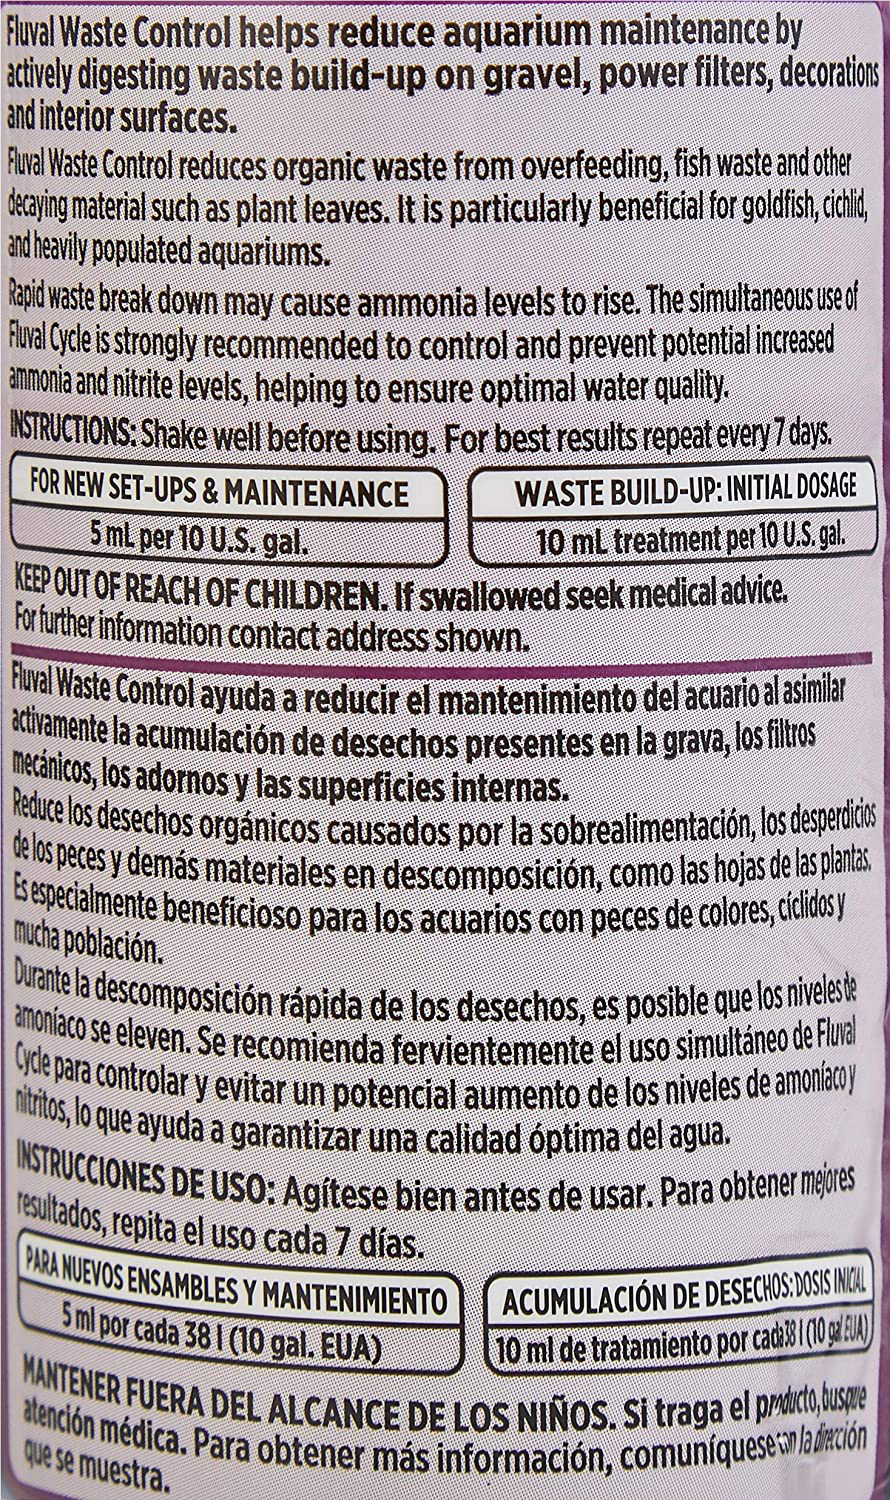 Fluval Waste Control helps reduce aquarium maintenance by
actively digesting waste build-up on gravel, power filters, decorations
and interior surfaces.
Fluval Waste Control reduces organic waste from overfeeding, fish waste and other
decaying material such as plant leaves. It is particularly beneficial for goldfish, cichlid,
and heavily populated aquariums.
Rapid waste break down may cause ammonia levels to rise. The simultaneous use of
Fluval Cycle is strongly recommended to control and prevent potential increased
ammonia and nitrite levels, helping to ensure optimal water quality.
INSTRUCTIONS: Shake well before using. For best results repeat every 7 days.
FOR NEW SET-UPS & MAINTENANCE
5 mL per 10 U.S. gal.
WASTE BUILD-UP: INITIAL DOSAGE
10 mL treatment per 10 U.S. gal.
KEEP OUT OF REACH OF CHILDREN. If swallowed seek medical advice.
For further information contact address shown.
Fluval Waste Control ayuda a reducir el mantenimiento del acuario al asimilar
activamente la acumulación de desechos presentes en la grava, los filtros
mecánicos, los adornos y las superficies internas.
Reduce los desechos orgánicos causados por la sobrealimentación, los desperdicios
de los peces y demás materiales en descomposición, como las hojas de las plantas.
Es especialmente beneficioso para los acuarios con peces de colores, cíclidos y
mucha población.
Durante la descomposición rápida de los desechos, es posible que los niveles de
amoníaco se eleven. Se recomienda fervientemente el uso simultáneo de Fluval
Cycle para controlar y evitar un potencial aumento de los niveles de amoníaco y
nitritos, lo que ayuda a garantizar una calidad óptima del agua.
INSTRUCCIONES DE USO: Agítese bien antes de usar. Para obtener mejores
resultados, repita el uso cada 7 días.
PARA NUEVOS ENSAMBLES Y MANTENIMIENTO
5 ml por cada 38 l (10 gal. EUA)
ACUMULACIÓN DE DESECHOS: DOSIS INICIAL
10 ml de tratamiento por cada 38 l (10 gal EUA)
MANTENER FUERA DEL ALCANCE DE LOS NIÑOS. Si traga el producto, busque
atención médica. Para obtener más información, comuníquese con la dirección
que se muestra.